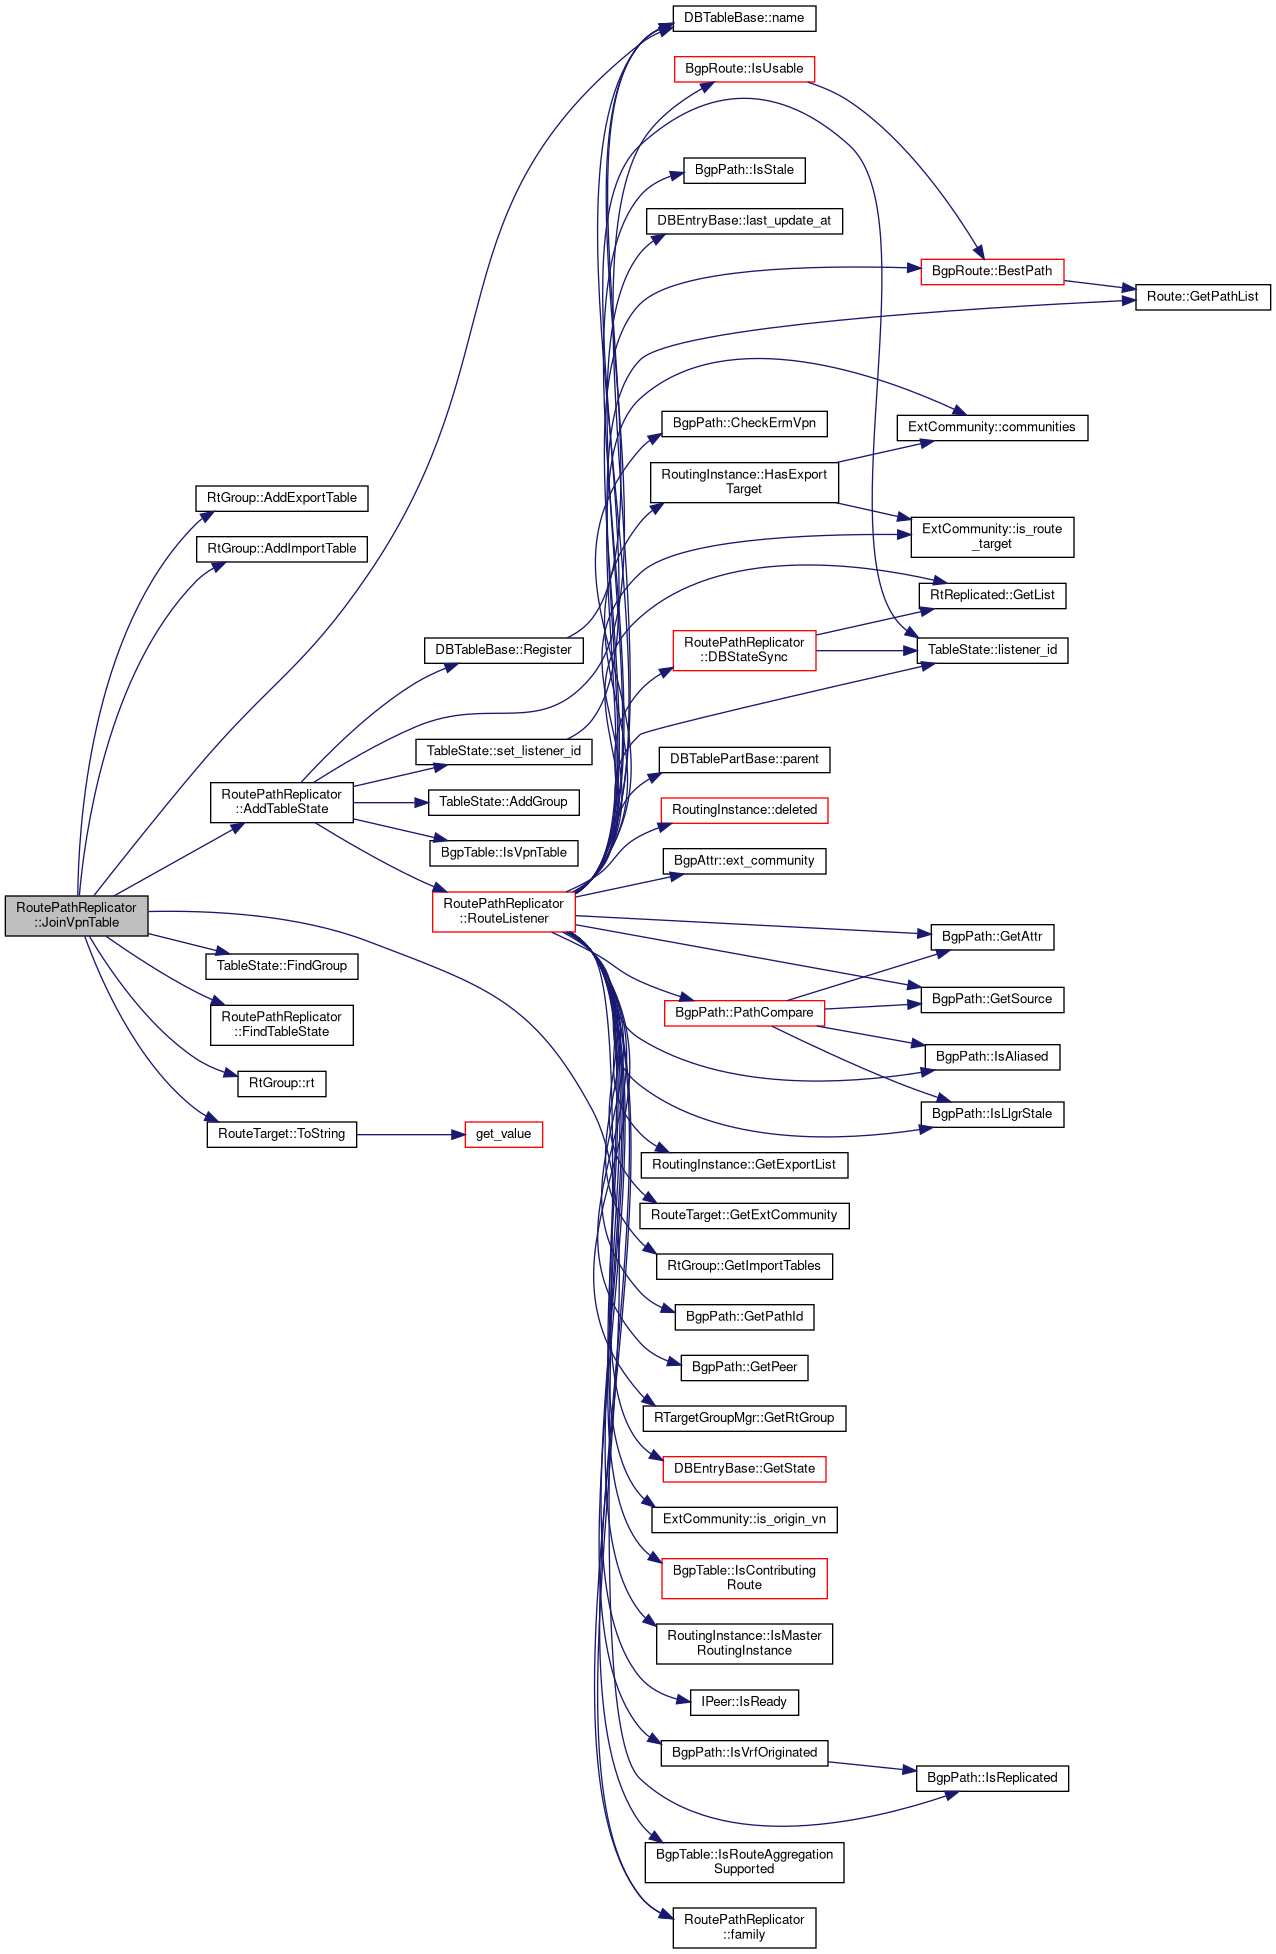 DBTableBase::name
BgpRoute::IsUsable
BgpPath::IsStale
DBEntryBase::last_update_at
BgpRoute::BestPath
Route::GetPathList
BgpPath::CheckErmVpn
ExtCommunity::communities
RoutingInstance::HasExport
Target
RtGroup::AddExportTable
ExtCommunity::is_route
_target
RtGroup::AddImportTable
RtReplicated::GetList
DBTableBase::Register
RoutePathReplicator
::DBStateSync
TableState::listener_id
TableState::set_listener_id
DBTablePartBase::parent
RoutePathReplicator
::AddTableState
TableState::AddGroup
RoutingInstance::deleted
BgpTable::IsVpnTable
BgpAttr::ext_community
RoutePathReplicator
::JoinVpnTable
RoutePathReplicator
::RouteListener
BgpPath::GetAttr
TableState::FindGroup
BgpPath::GetSource
RoutePathReplicator
::FindTableState
BgpPath::PathCompare
BgpPath::IsAliased
RtGroup::rt
BgpPath::IsLlgrStale
RouteTarget::ToString
get_value
RoutingInstance::GetExportList
RouteTarget::GetExtCommunity
RtGroup::GetImportTables
BgpPath::GetPathId
BgpPath::GetPeer
RTargetGroupMgr::GetRtGroup
DBEntryBase::GetState
ExtCommunity::is_origin_vn
BgpTable::IsContributing
Route
RoutingInstance::IsMaster
RoutingInstance
IPeer::IsReady
BgpPath::IsVrfOriginated
BgpPath::IsReplicated
BgpTable::IsRouteAggregation
Supported
RoutePathReplicator
::family